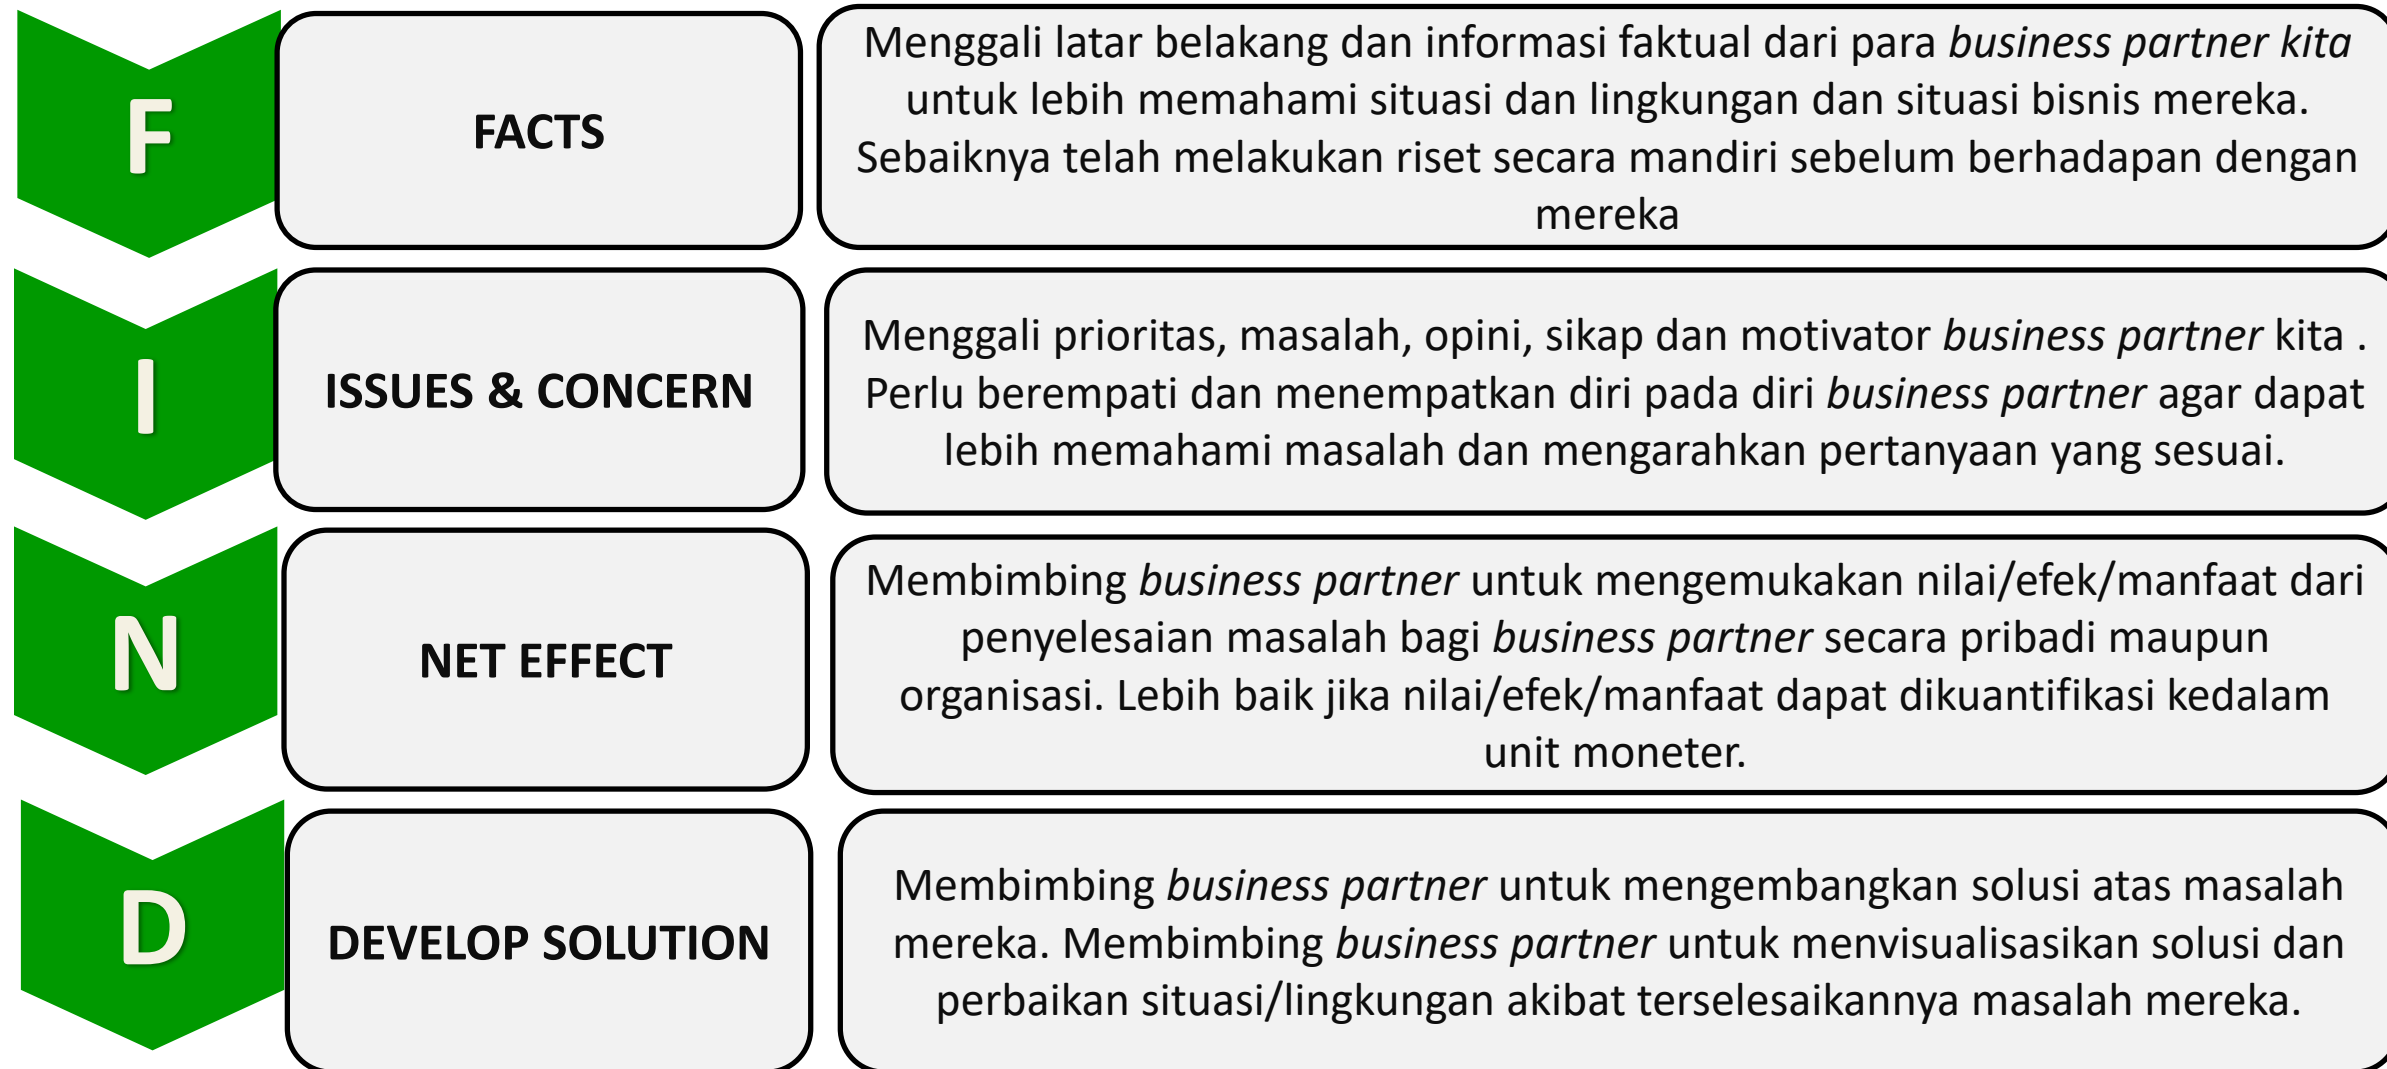 F
FACTS
Menggali latar belakang dan informasi faktual dari para business partner kita
untuk lebih memahami situasi dan lingkungan dan situasi bisnis mereka.
Sebaiknya telah melakukan riset secara mandiri sebelum berhadapan dengan
mereka
I
ISSUES & CONCERN
Menggali prioritas, masalah, opini, sikap dan motivator business partner kita .
Perlu berempati dan menempatkan diri pada diri business partner agar dapat
lebih memahami masalah dan mengarahkan pertanyaan yang sesuai.
N
NET EFFECT
Membimbing business partner untuk mengemukakan nilai/efek/manfaat dari
penyelesaian masalah bagi business partner secara pribadi maupun
organisasi. Lebih baik jika nilai/efek/manfaat dapat dikuantifikasi kedalam
unit moneter.
D
DEVELOP SOLUTION
Membimbing business partner untuk mengembangkan solusi atas masalah
mereka. Membimbing business partner untuk menvisualisasikan solusi dan
perbaikan situasi/lingkungan akibat terselesaikannya masalah mereka.